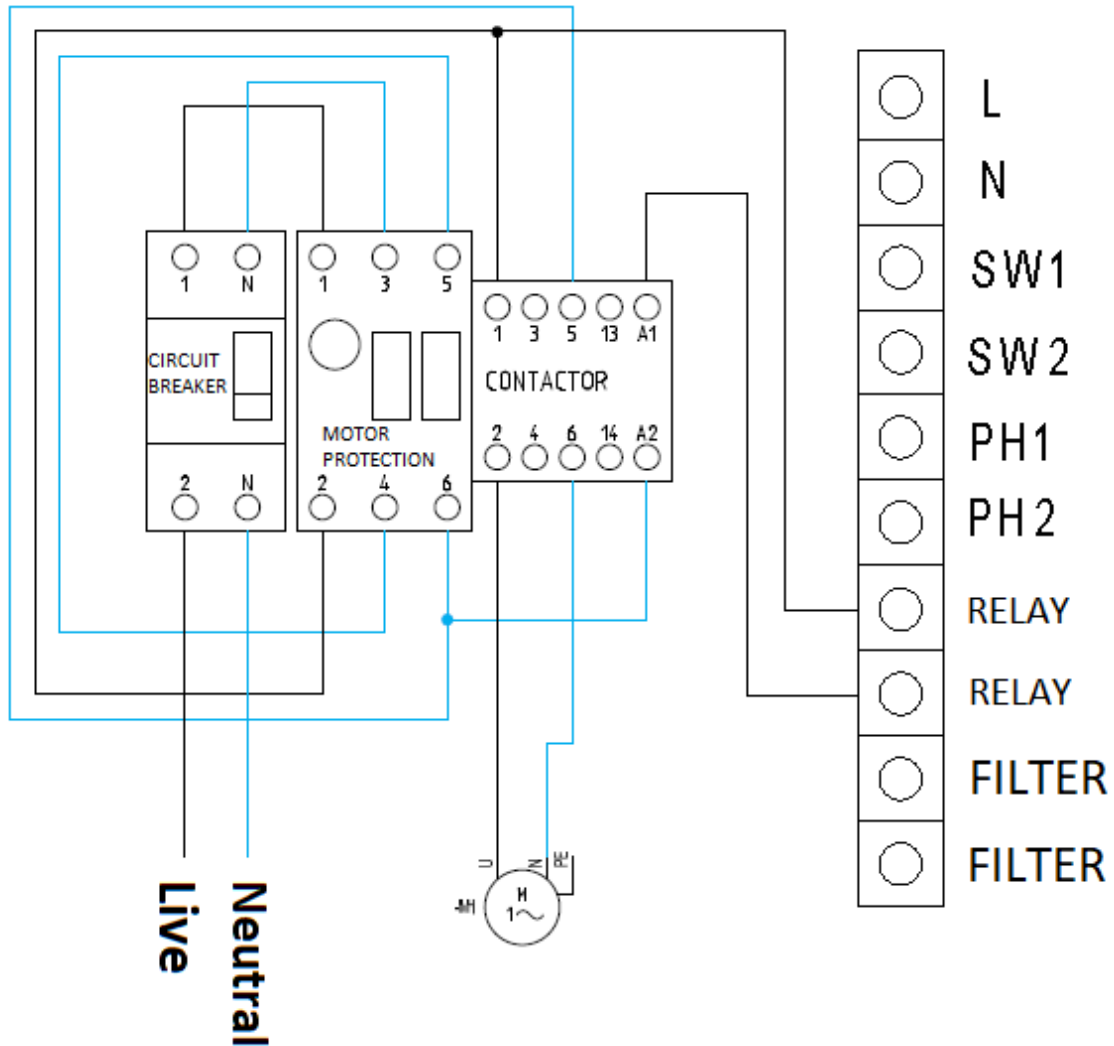 L
N
SW1
SW2
PH1
PH2
RELAY
RELAY
FILTER
FILTER
1 N
CIRCUIT
BREAKER
2 N
1 3 5
MOTOR
PROTECTION
2 4 6
1 3 5 13 A1
CONTACTOR
2 4 6 14 A2
U N PE
M
1
Live
Neutral